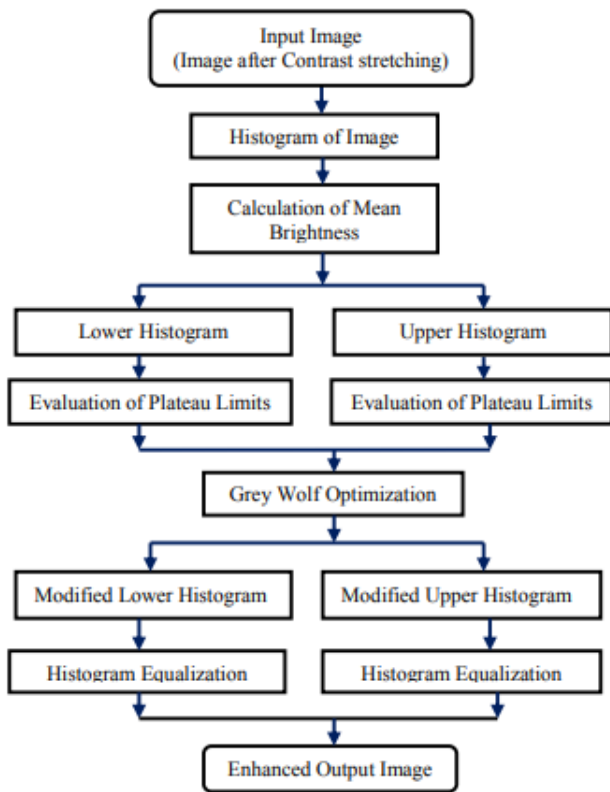 Input Image
(Image after Contrast stretching)
Histogram of Image
Calculation of Mean
Brightness
Lower Histogram
Upper Histogram
Evaluation of Plateau Limits
Evaluation of Plateau Limits
Grey Wolf Optimization
Modified Lower Histogram
Modified Upper Histogram
Histogram Equalization
Histogram Equalization
Enhanced Output Image